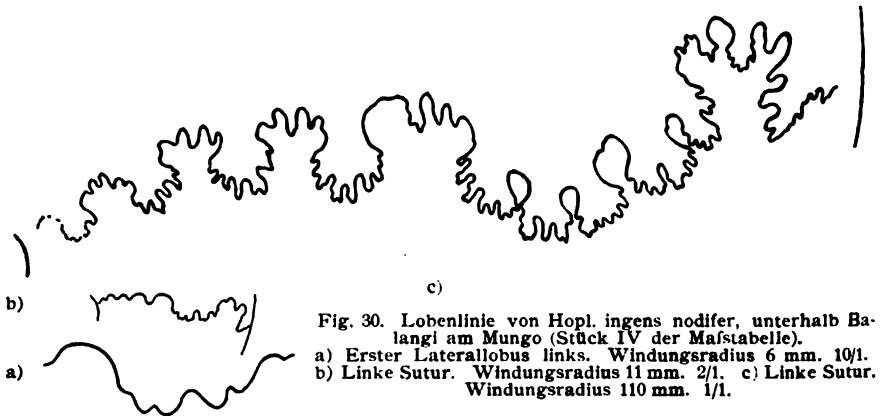 c)
b)
a)
Fig. 30. Lobenlinie von Hopl. ingens nodifer, unterhalb Ba-
langi am Mungo (Stück IV der Maſstabelle).
a) Erster Laterallobus links. Windungsradius 6 mm. 10/1.
b) Linke Sutur. Windungsradius 11 mm. 2/1. c) Linke Sutur.
Windungsradius 110 mm. 1/1.